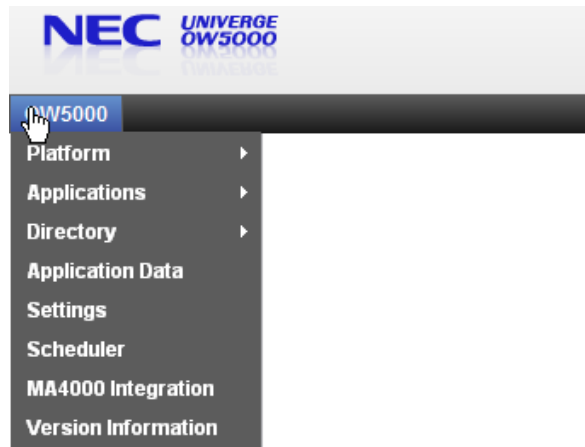 NEC UNIVERGE
OW5000
OW5000
Platform
Applications
Directory
Application Data
Settings
Scheduler
MA4000 Integration
Version Information